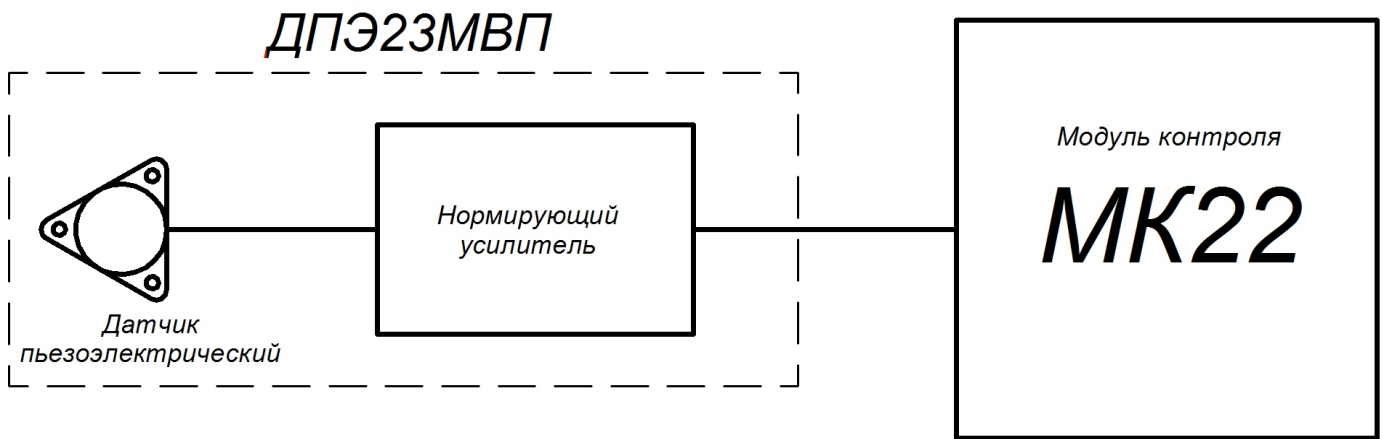 ДПЭ23МВП
Модуль контроля
МК22
Нормирующий
усилитель
Датчик
пьезоэлектрический